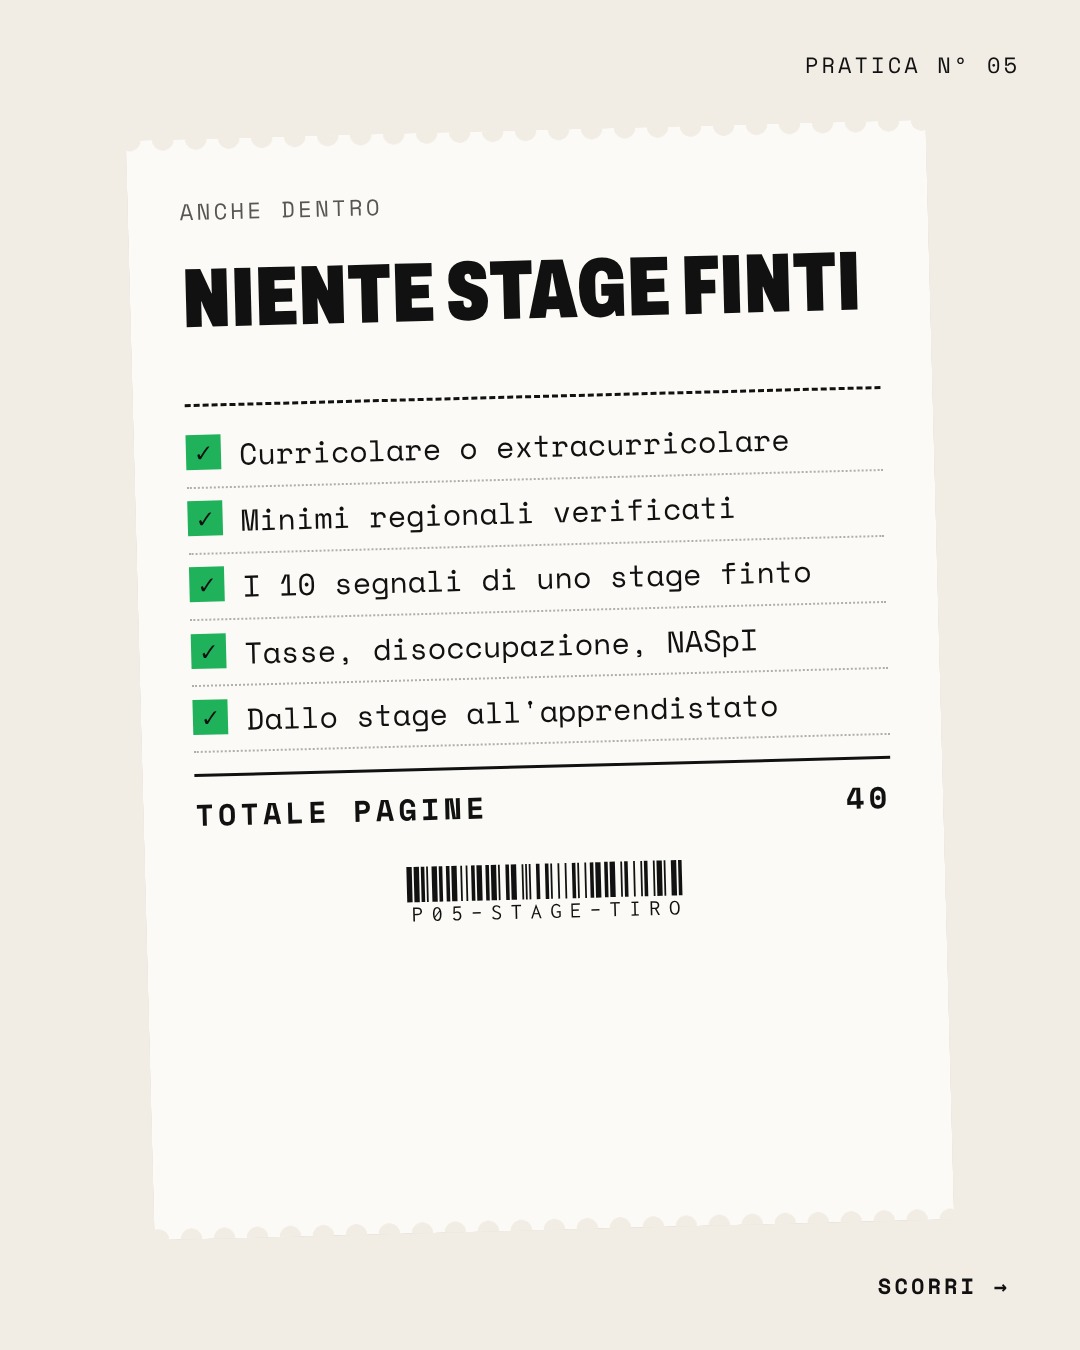 PRATICA N° 05
ANCHE DENTRO
NIENTE STAGE FINTI
✓ Curricolare o extracurricolare
✓ Minimi regionali verificati
✓ I 10 segnali di uno stage finto
✓ Tasse, disoccupazione, NASpI
✓ Dallo stage all'apprendistato
TOTALE PAGINE 40
P05-STAGE-TIRO
SCORRI →